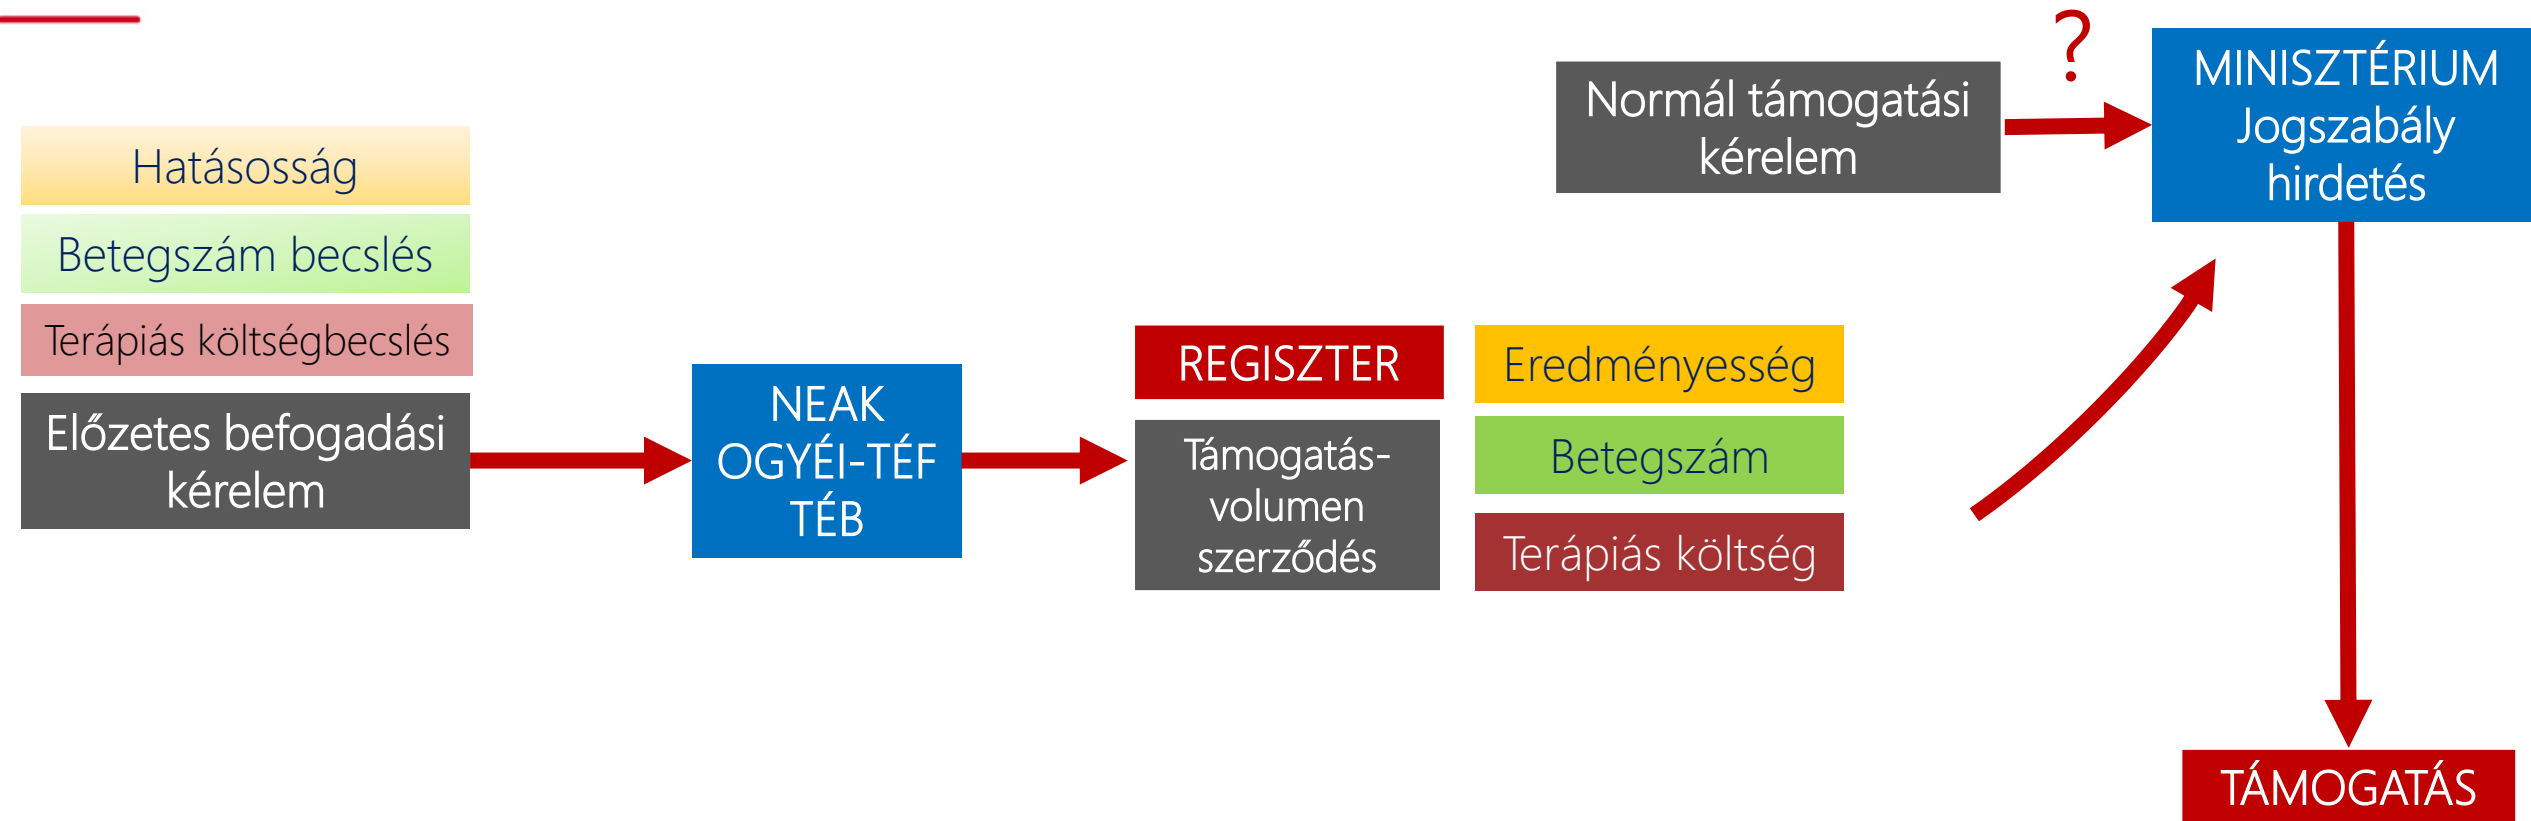 Hatásosság
Betegszám becslés
Terápiás költségbecslés
Előzetes befogadási
kérelem
NEAK
OGYÉI-TÉF
TÉB
REGISZTER
Támogatás-
volumen
szerződés
Eredményesség
Betegszám
Terápiás költség
Normál támogatási
kérelem
?
MINISZTÉRIUM
Jogszabály
hirdetés
TÁMOGATÁS